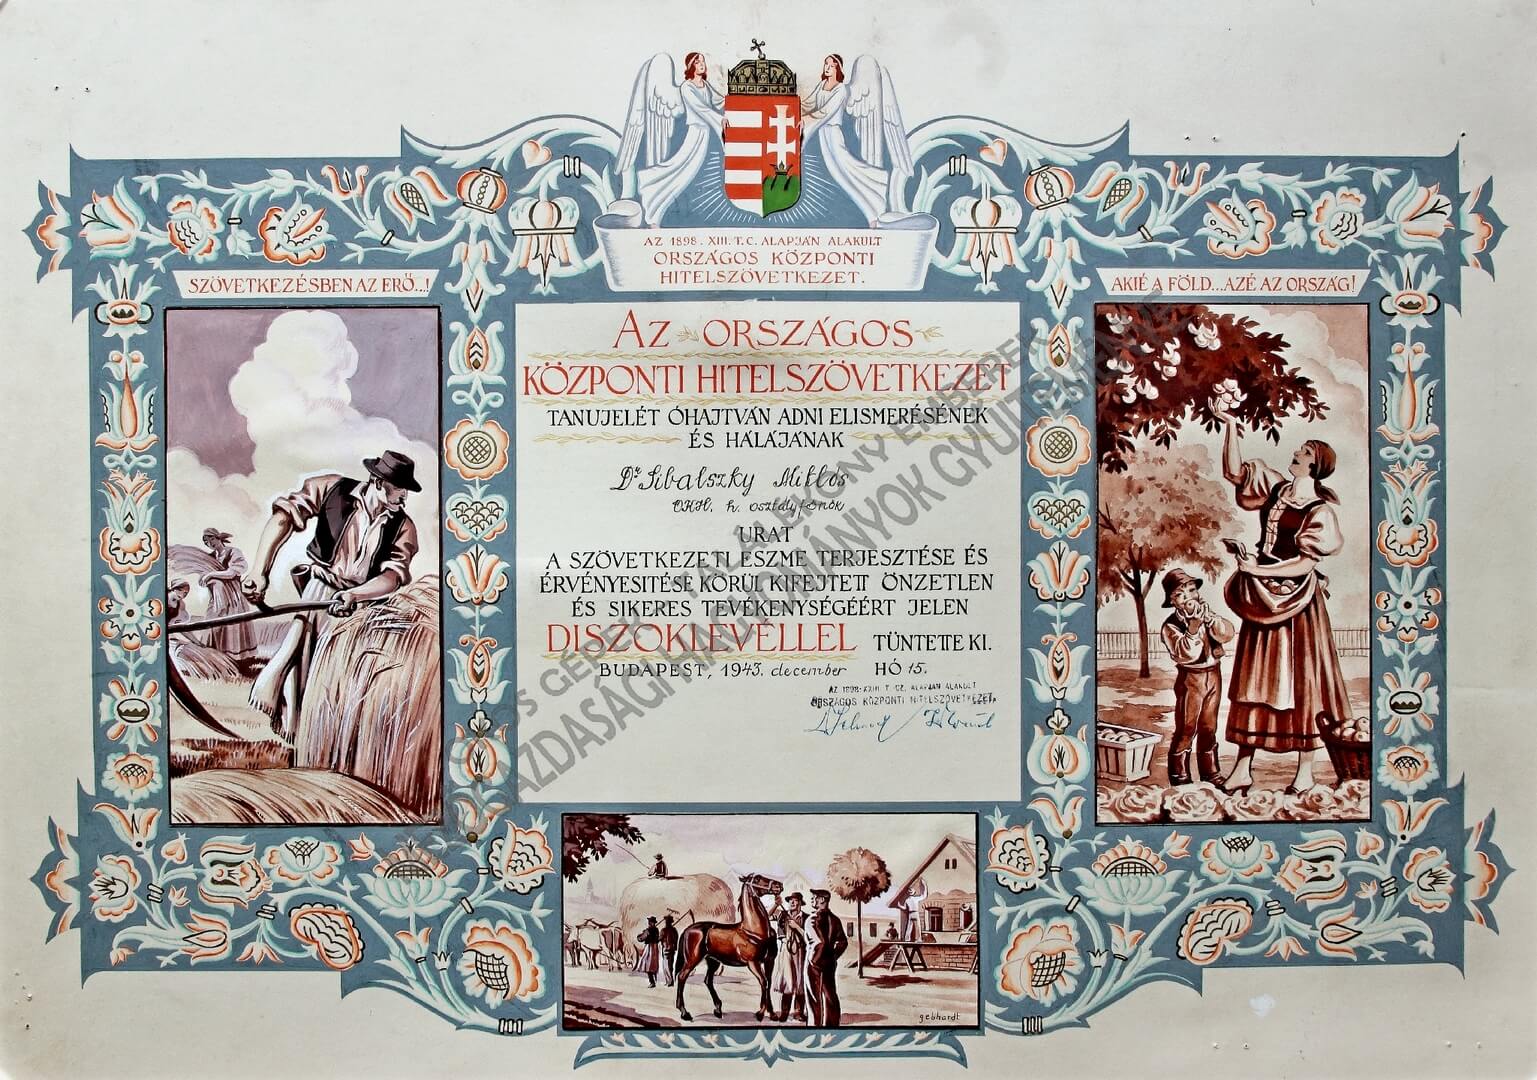 AZ 1898. XIII. T.C. ALAPJÁN ALAKULT
ORSZÁGOS KÖZPONTI
HITELSZÖVETKEZET.
SZÖVETKEZÉSBEN AZ ERŐ...!
AKIÉ A FÖLD...AZÉ AZ ORSZÁG!
AZ ORSZÁGOS
KÖZPONTI HITELSZÖVETKEZET
TANUJELÉT ÓHAJTVÁN ADNI ELISMERÉSÉNEK
ÉS HÁLÁJÁNAK
Dr Sibalszky Miklós
OKH, h. osztályfőnök
URAT
A SZÖVETKEZETI ESZME TERJESZTÉSE ÉS
ÉRVÉNYESITÉSE KÖRÜL KIFEJTETT ÖNZETLEN
ÉS SIKERES TEVÉKENYSÉGÉÉRT JELEN
DISZOKLEVÉLLEL TÜNTETTE KI.
BUDAPEST, 1943. december HÓ 15.
AZ 1898:XXIII T. CZ. ALAPJÁN ALAKULT
ORSZÁGOS KÖZPONTI HITELSZÖVETKEZET
gebhardt